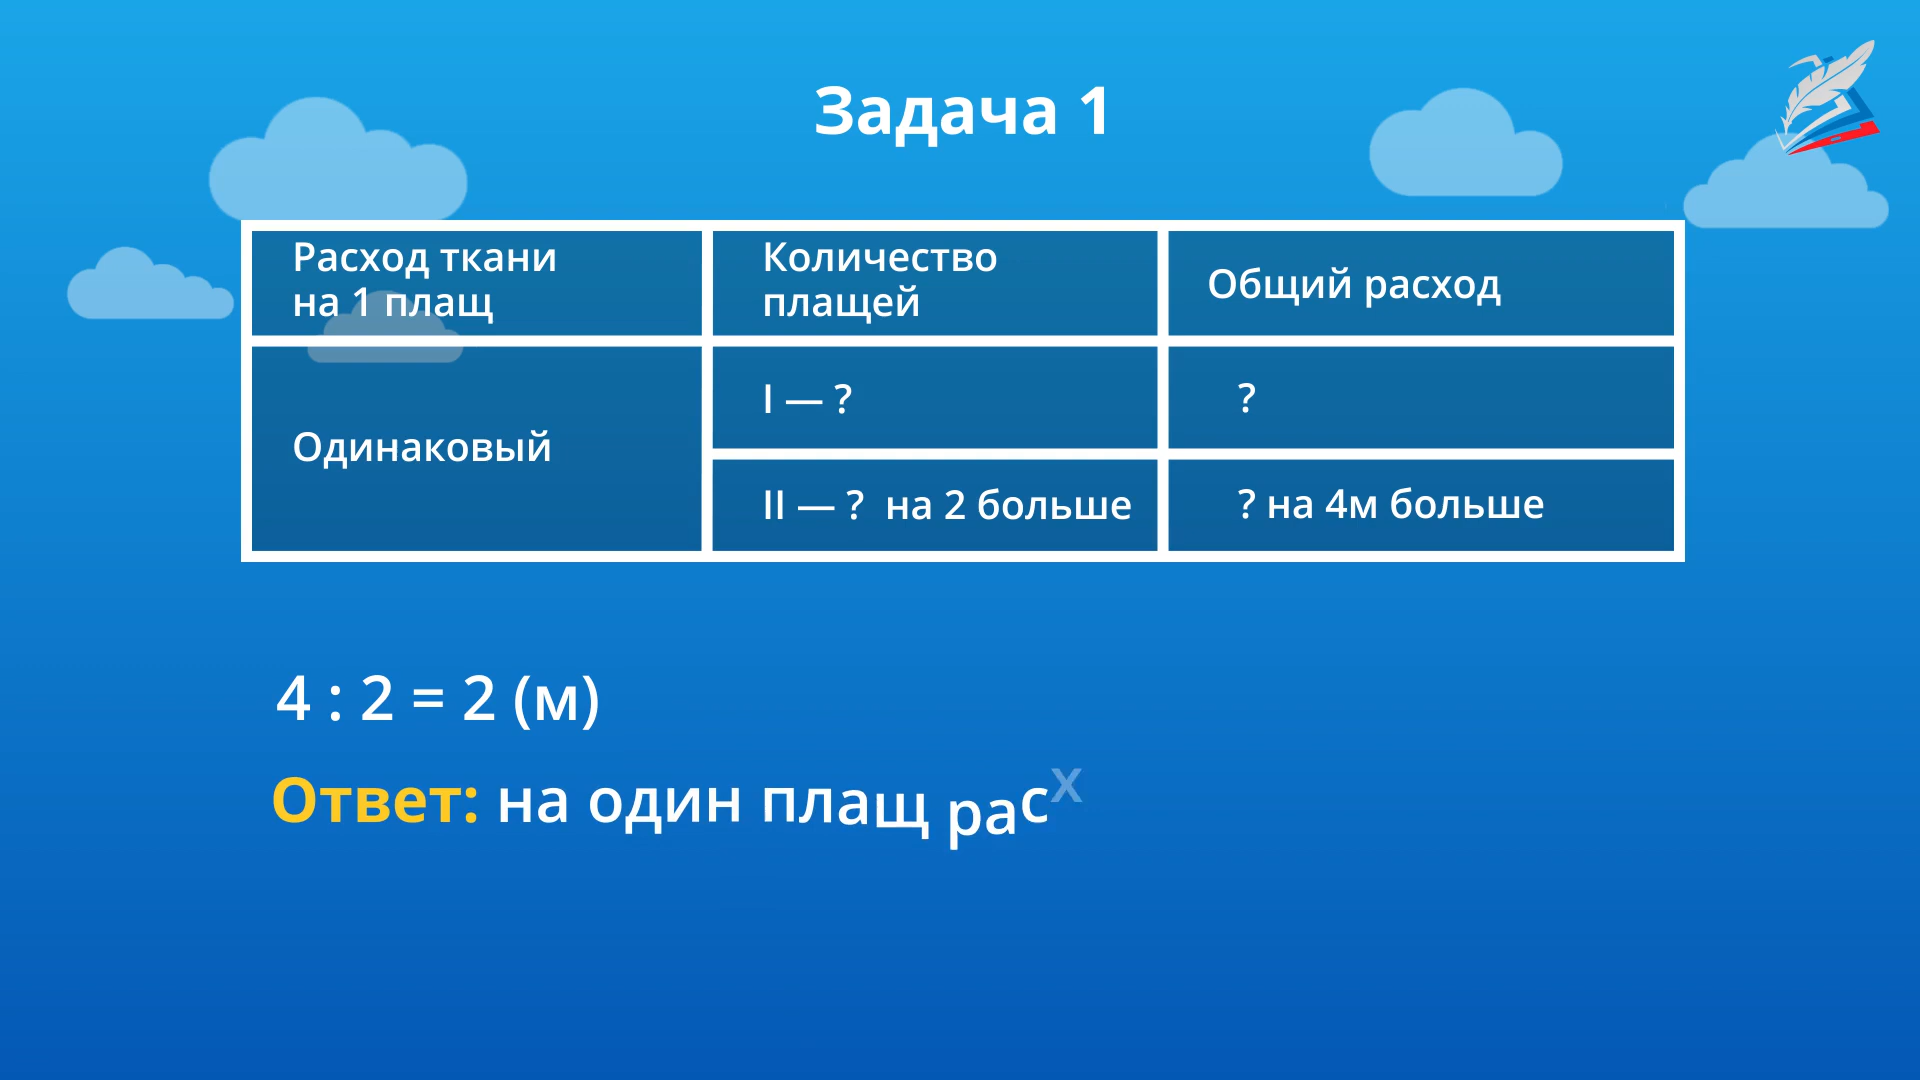 Задача 1
Расход ткани
на 1 плащ
Количество
плащей
Общий расход
Одинаковый
I — ?
?
II — ? на 2 больше
? на 4м больше
4 : 2 = 2 (м)
Ответ: на один плащ расх